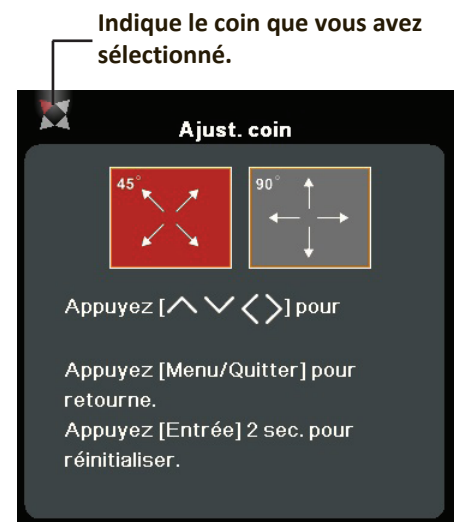 Indique le coin que vous avez
sélectionné.
Ajust. coin
45°
90°
Appuyez [∧∨<>] pour
Appuyez [Menu/Quitter] pour
retourne.
Appuyez [Entrée] 2 sec. pour
réinitialiser.